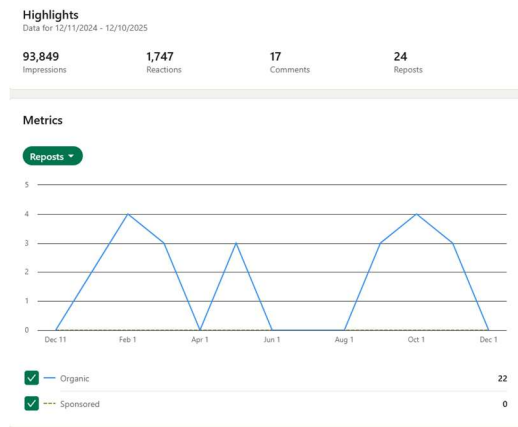 Highlights
Data for 12/11/2024 - 12/10/2025
93,849 1,747 17 24
Impressions Reactions Comments Reposts
Metrics
Reposts
5
4
3
2
1
0
Dec 11 Feb 1 Apr 1 Jun 1 Aug 1 Oct 1 Dec 1
Organic 22
Sponsored 0